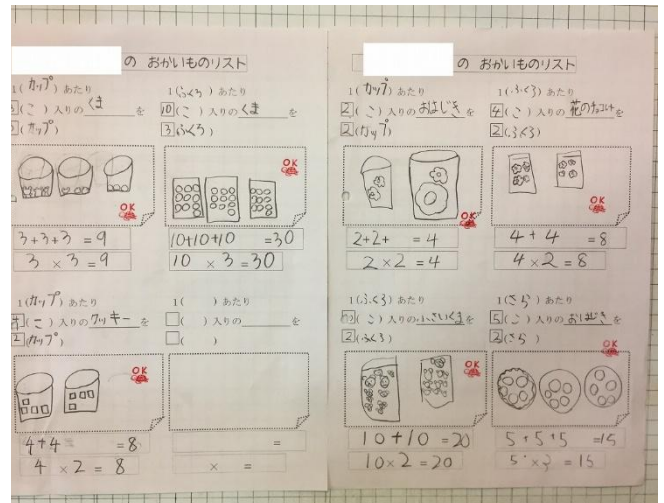 の おかいものリスト
1(カップ)あたり
(こ)入りの くま を
(カップ)
OK
3+3+3=9
3×3=9
1(ふくろ)あたり
10(こ)入りの くま を
3(ふくろ)
OK
10+10+10=30
10×3=30
1(カップ)あたり
4(こ)入りの クッキー を
2(カップ)
OK
4+4=8
4×2=8
1( )あたり
( )入りの を
( )
=
× =
の おかいものリスト
1(カップ)あたり
2(こ)入りの おはじき を
2(カップ)
OK
2+2+ =4
2×2=4
1(ふくろ)あたり
4(こ)入りの 花のチョコレート を
2(ふくろ)
OK
4+4=8
4×2=8
1(ふくろ)あたり
(こ)入りの 小さいくま を
2(ふくろ)
OK
10+10=20
10×2=20
1(さら)あたり
5(こ)入りの おはじき を
(さら)
OK
5+5+5=15
5×3=15